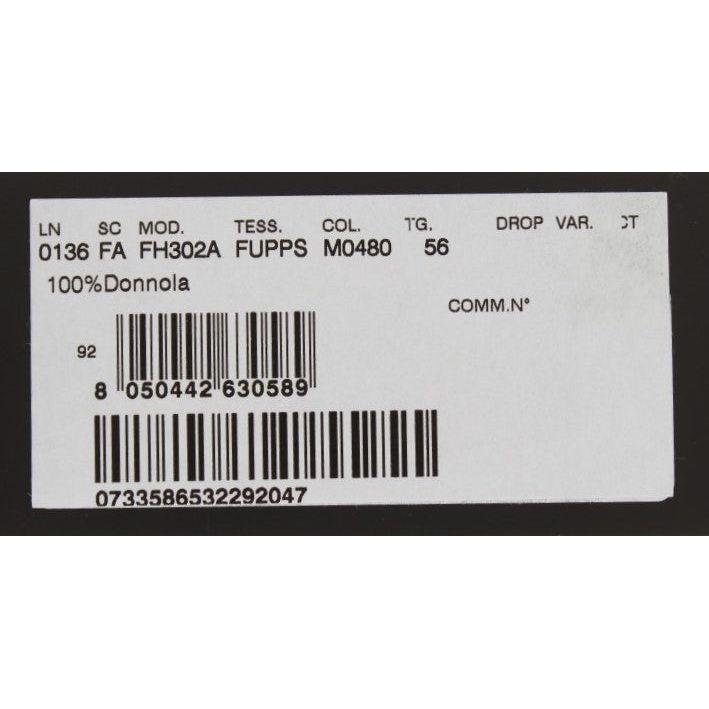 LN SC MOD. TESS. COL. TG. DROP VAR. CT
0136 FA FH302A FUPPS M0480 56
100%Donnola
COMM.N°
92
8 050442 630589
0733586532292047